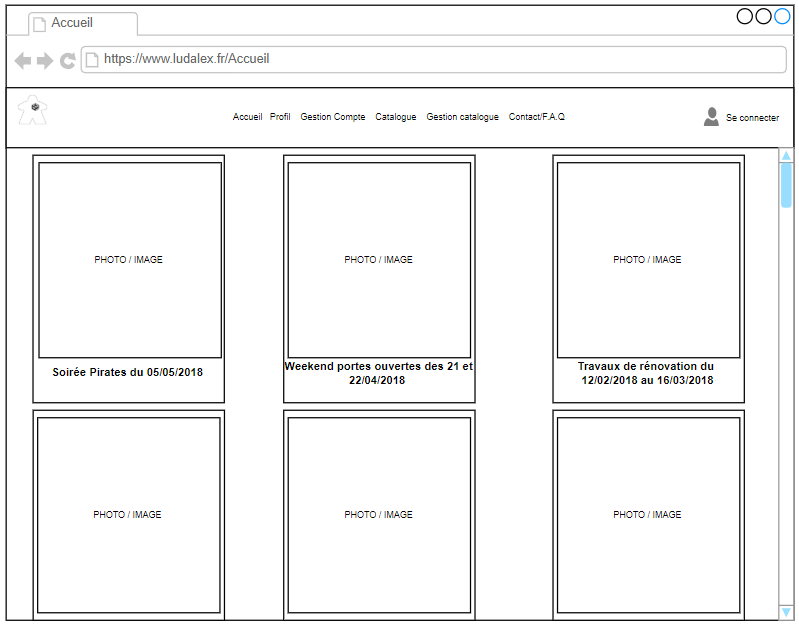 Accueil
https://www.ludalex.fr/Accueil
Accueil Profil Gestion Compte Catalogue Gestion catalogue Contact/F.A.Q Se connecter
PHOTO / IMAGE PHOTO / IMAGE PHOTO / IMAGE
Soirée Pirates du 05/05/2018
Weekend portes ouvertes des 21 et
22/04/2018
Travaux de rénovation du
12/02/2018 au 16/03/2018
PHOTO / IMAGE PHOTO / IMAGE PHOTO / IMAGE